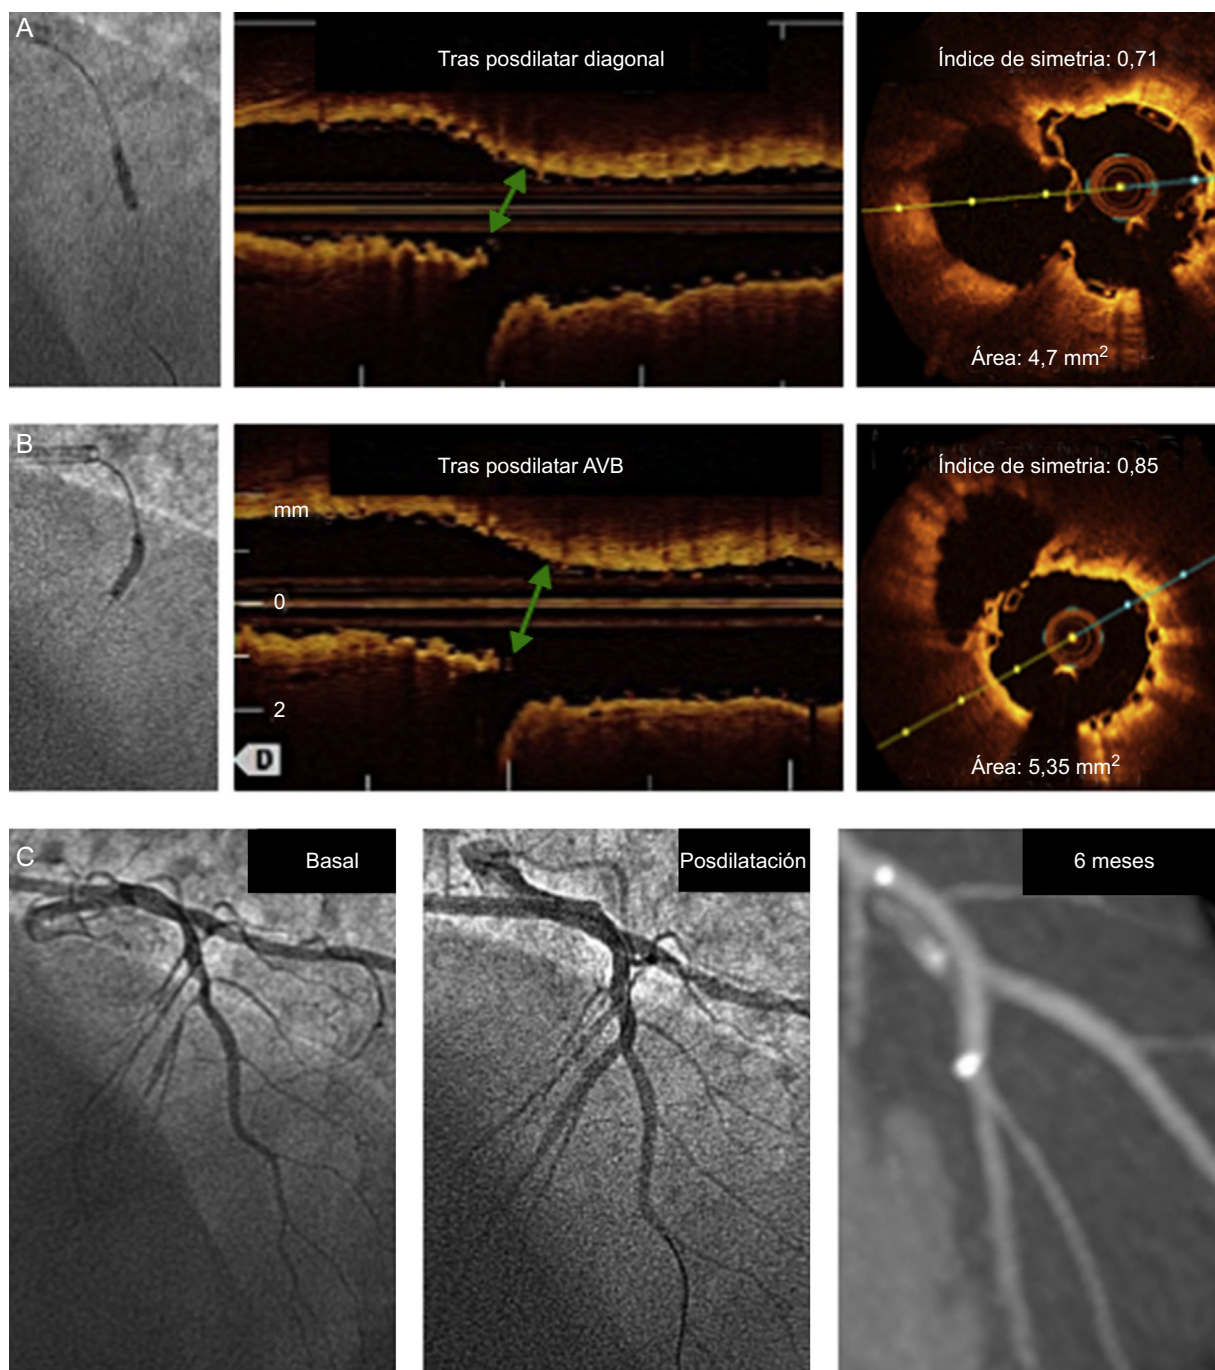 A
Tras posdilatar diagonal
Índice de simetria: 0,71
Área: 4,7 mm²
B
Tras posdilatar AVB
Índice de simetria: 0,85
mm
0
2
D
Área: 5,35 mm²
C
Basal
Posdilatación
6 meses